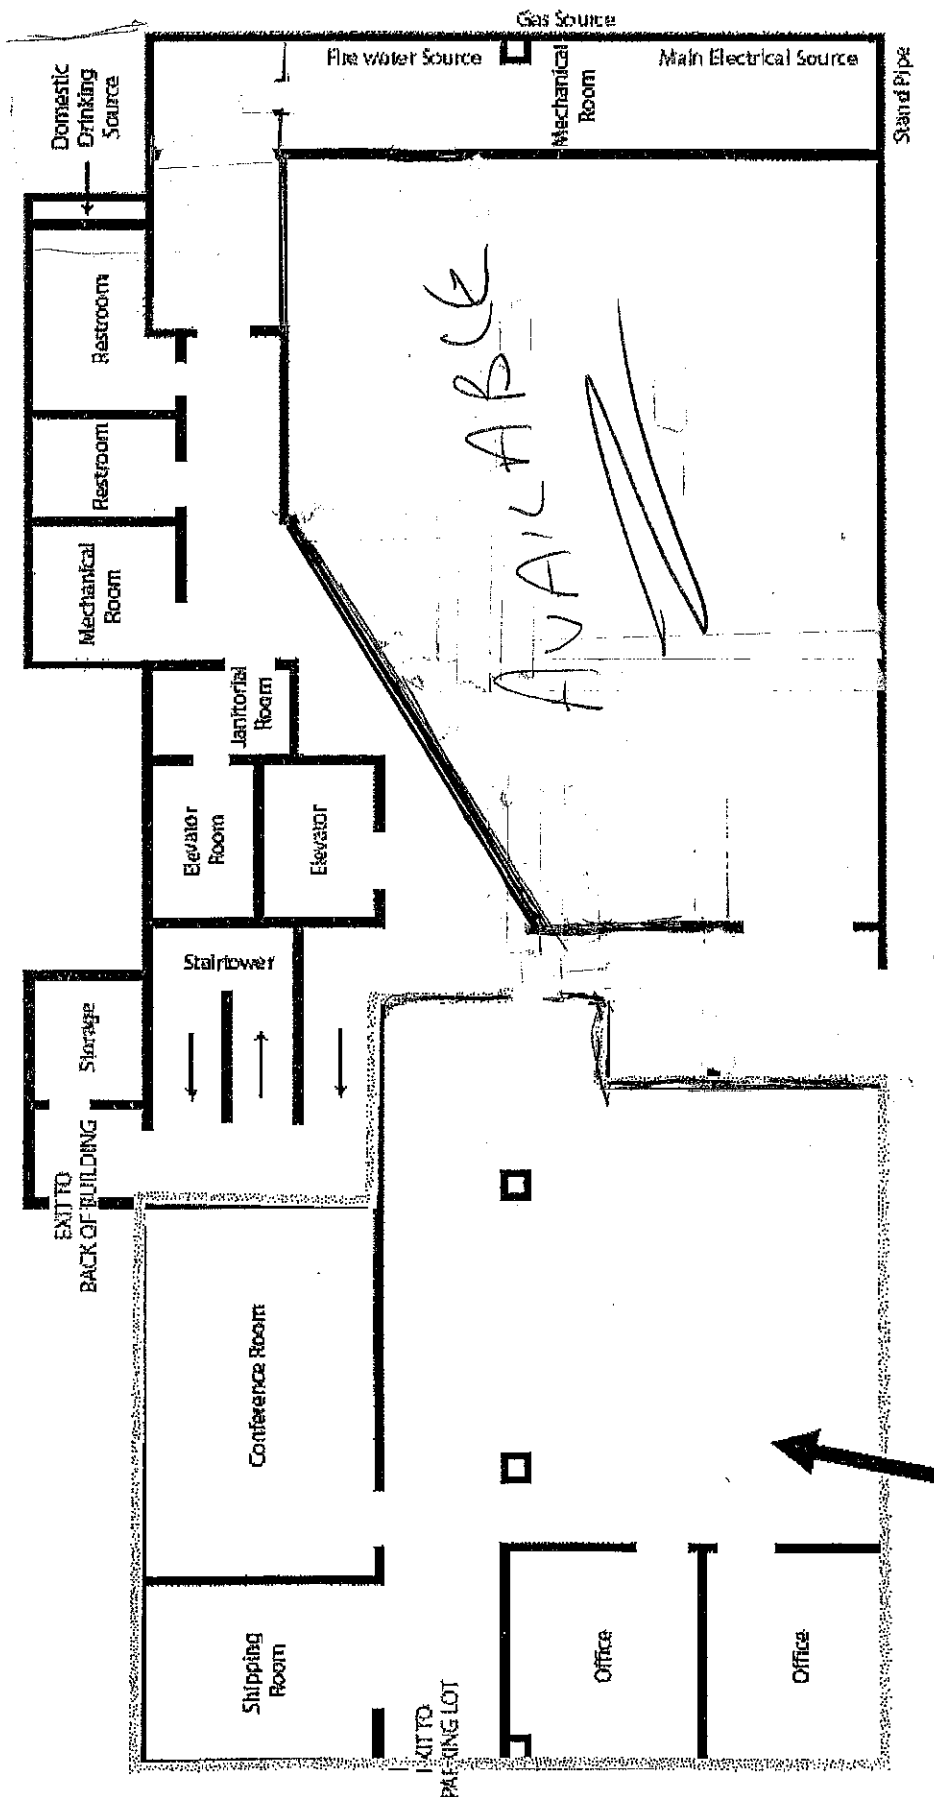 Gas Source
Fire water Source
Main Electrical Source
Mechanical
Room
Stand Pipe
Domestic
Drinking
Source
Restroom
Restroom
Mechanical
Room
Janitorial
Room
Elevator
Room
Elevator
AVAILABLE
Stairtower
Storage
EXIT TO
BACK OF BUILDING
Conference Room
Shipping
Room
EXIT TO
PARKING LOT
Office
Office